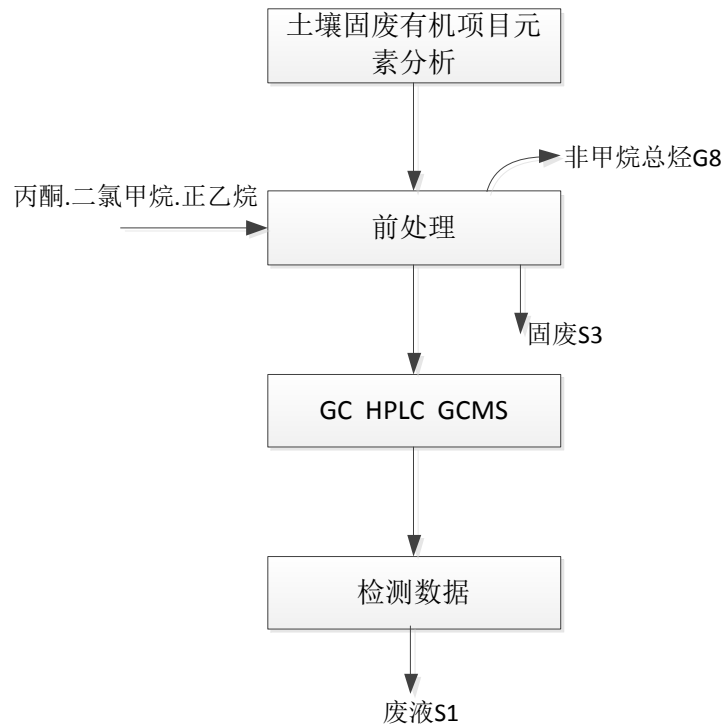 土壤固废有机项目元
素分析
非甲烷总烃G8
丙酮.二氯甲烷.正乙烷
前处理
固废S3
GC HPLC GCMS
检测数据
废液S1